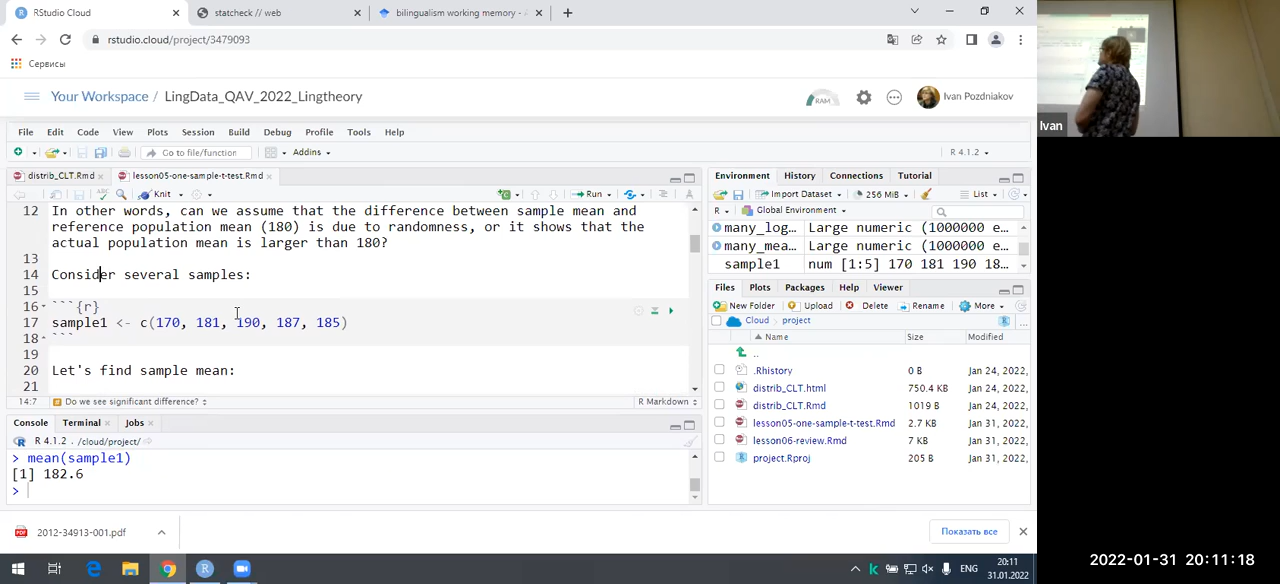 RStudio Cloud
statcheck // web
bilingualism working memory -
rstudio.cloud/project/3479093
Сервисы
Your Workspace / LingData_QAV_2022_Lingtheory
RAM
Ivan Pozdniakov
File Edit Code View Plots Session Build Debug Profile Tools Help
Go to file/function
Addins
R 4.1.2
distrib_CLT.Rmd
lesson05-one-sample-t-test.Rmd
Knit
Run
12 In other words, can we assume that the difference between sample mean and
reference population mean (180) is due to randomness, or it shows that the
actual population mean is larger than 180?
13
14 Consider several samples:
15
16 ```{r}
17 sample1 <- c(170, 181, 190, 187, 185)
18 ```
19
20 Let's find sample mean:
21
14:7 Do we see significant difference? R Markdown
Console Terminal Jobs
R 4.1.2 . /cloud/project/
> mean(sample1)
[1] 182.6
>
Environment History Connections Tutorial
Import Dataset 256 MiB List
R Global Environment
many_log… Large numeric (1000000 e…
many_mea… Large numeric (1000000 e…
sample1 num [1:5] 170 181 190 18…
Files Plots Packages Help Viewer
New Folder Upload Delete Rename More
Cloud project ...
Name Size Modified
..
.Rhistory 0 B Jan 24, 2022,
distrib_CLT.html 750.4 KB Jan 24, 2022,
distrib_CLT.Rmd 1019 B Jan 24, 2022,
lesson05-one-sample-t-test.Rmd 2.7 KB Jan 31, 2022,
lesson06-review.Rmd 7 KB Jan 31, 2022,
project.Rproj 205 B Jan 31, 2022,
2012-34913-001.pdf
Показать все
ENG
20:11
31.01.2022
Ivan
2022-01-31 20:11:18